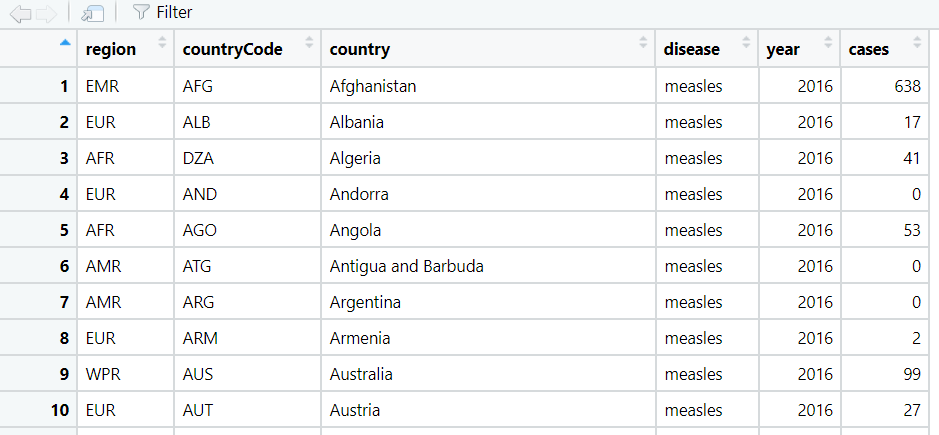 Filter
region countryCode country disease year cases
1 EMR AFG Afghanistan measles 2016 638
2 EUR ALB Albania measles 2016 17
3 AFR DZA Algeria measles 2016 41
4 EUR AND Andorra measles 2016 0
5 AFR AGO Angola measles 2016 53
6 AMR ATG Antigua and Barbuda measles 2016 0
7 AMR ARG Argentina measles 2016 0
8 EUR ARM Armenia measles 2016 2
9 WPR AUS Australia measles 2016 99
10 EUR AUT Austria measles 2016 27